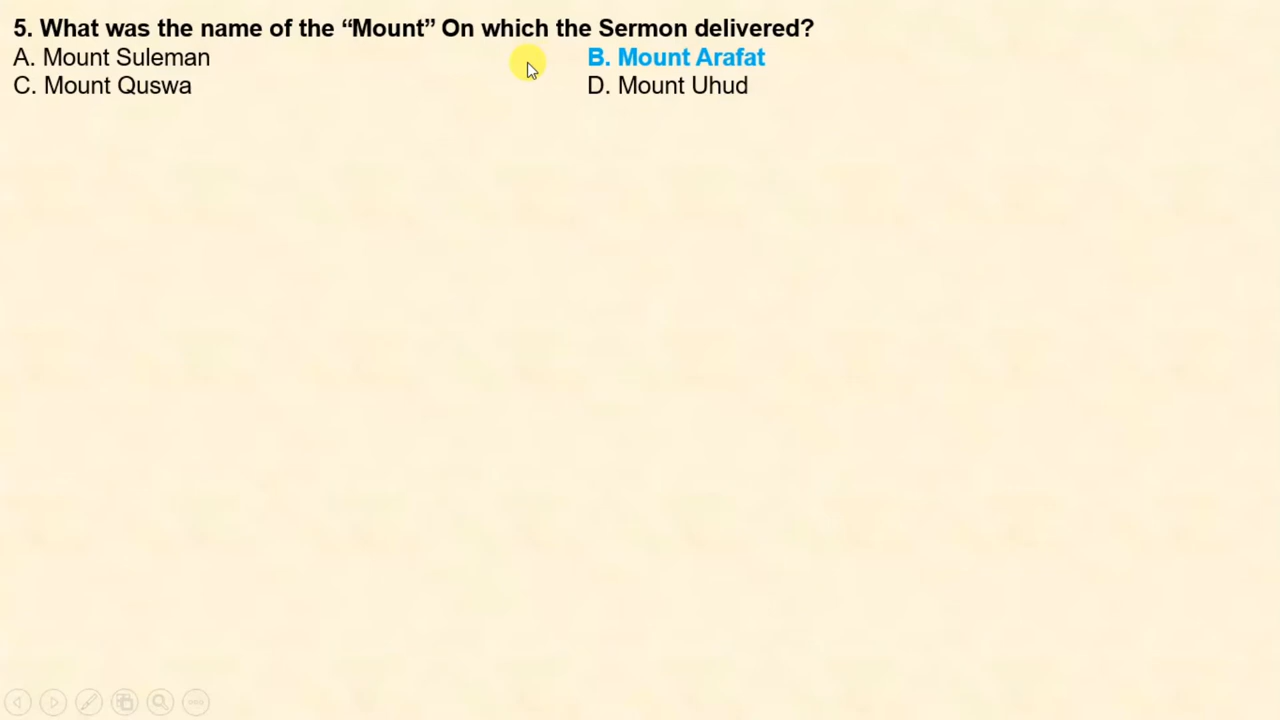 5. What was the name of the “Mount” On which the Sermon delivered?
A. Mount Suleman B. Mount Arafat
C. Mount Quswa D. Mount Uhud